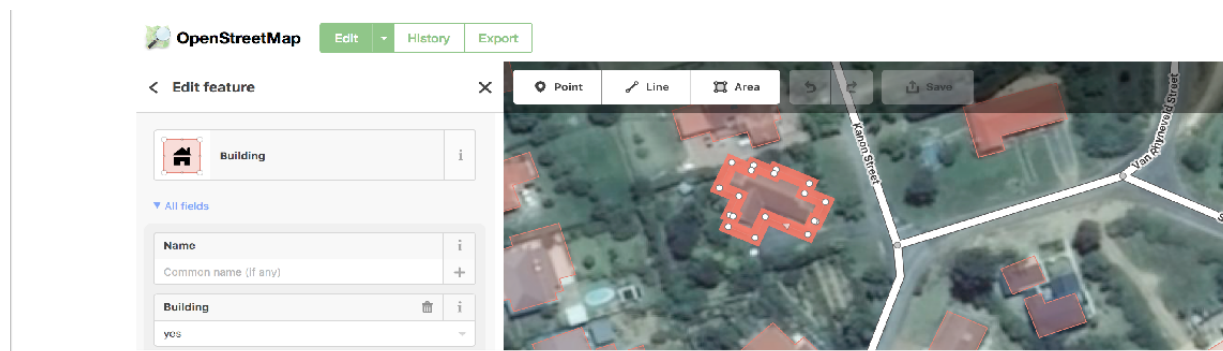 OpenStreetMap Edit History Export
Edit feature
Point Line Area Save
Building
All fields
Name
Common name (if any)
Building
yes
Kanon Street
Van Rhyneveld Street